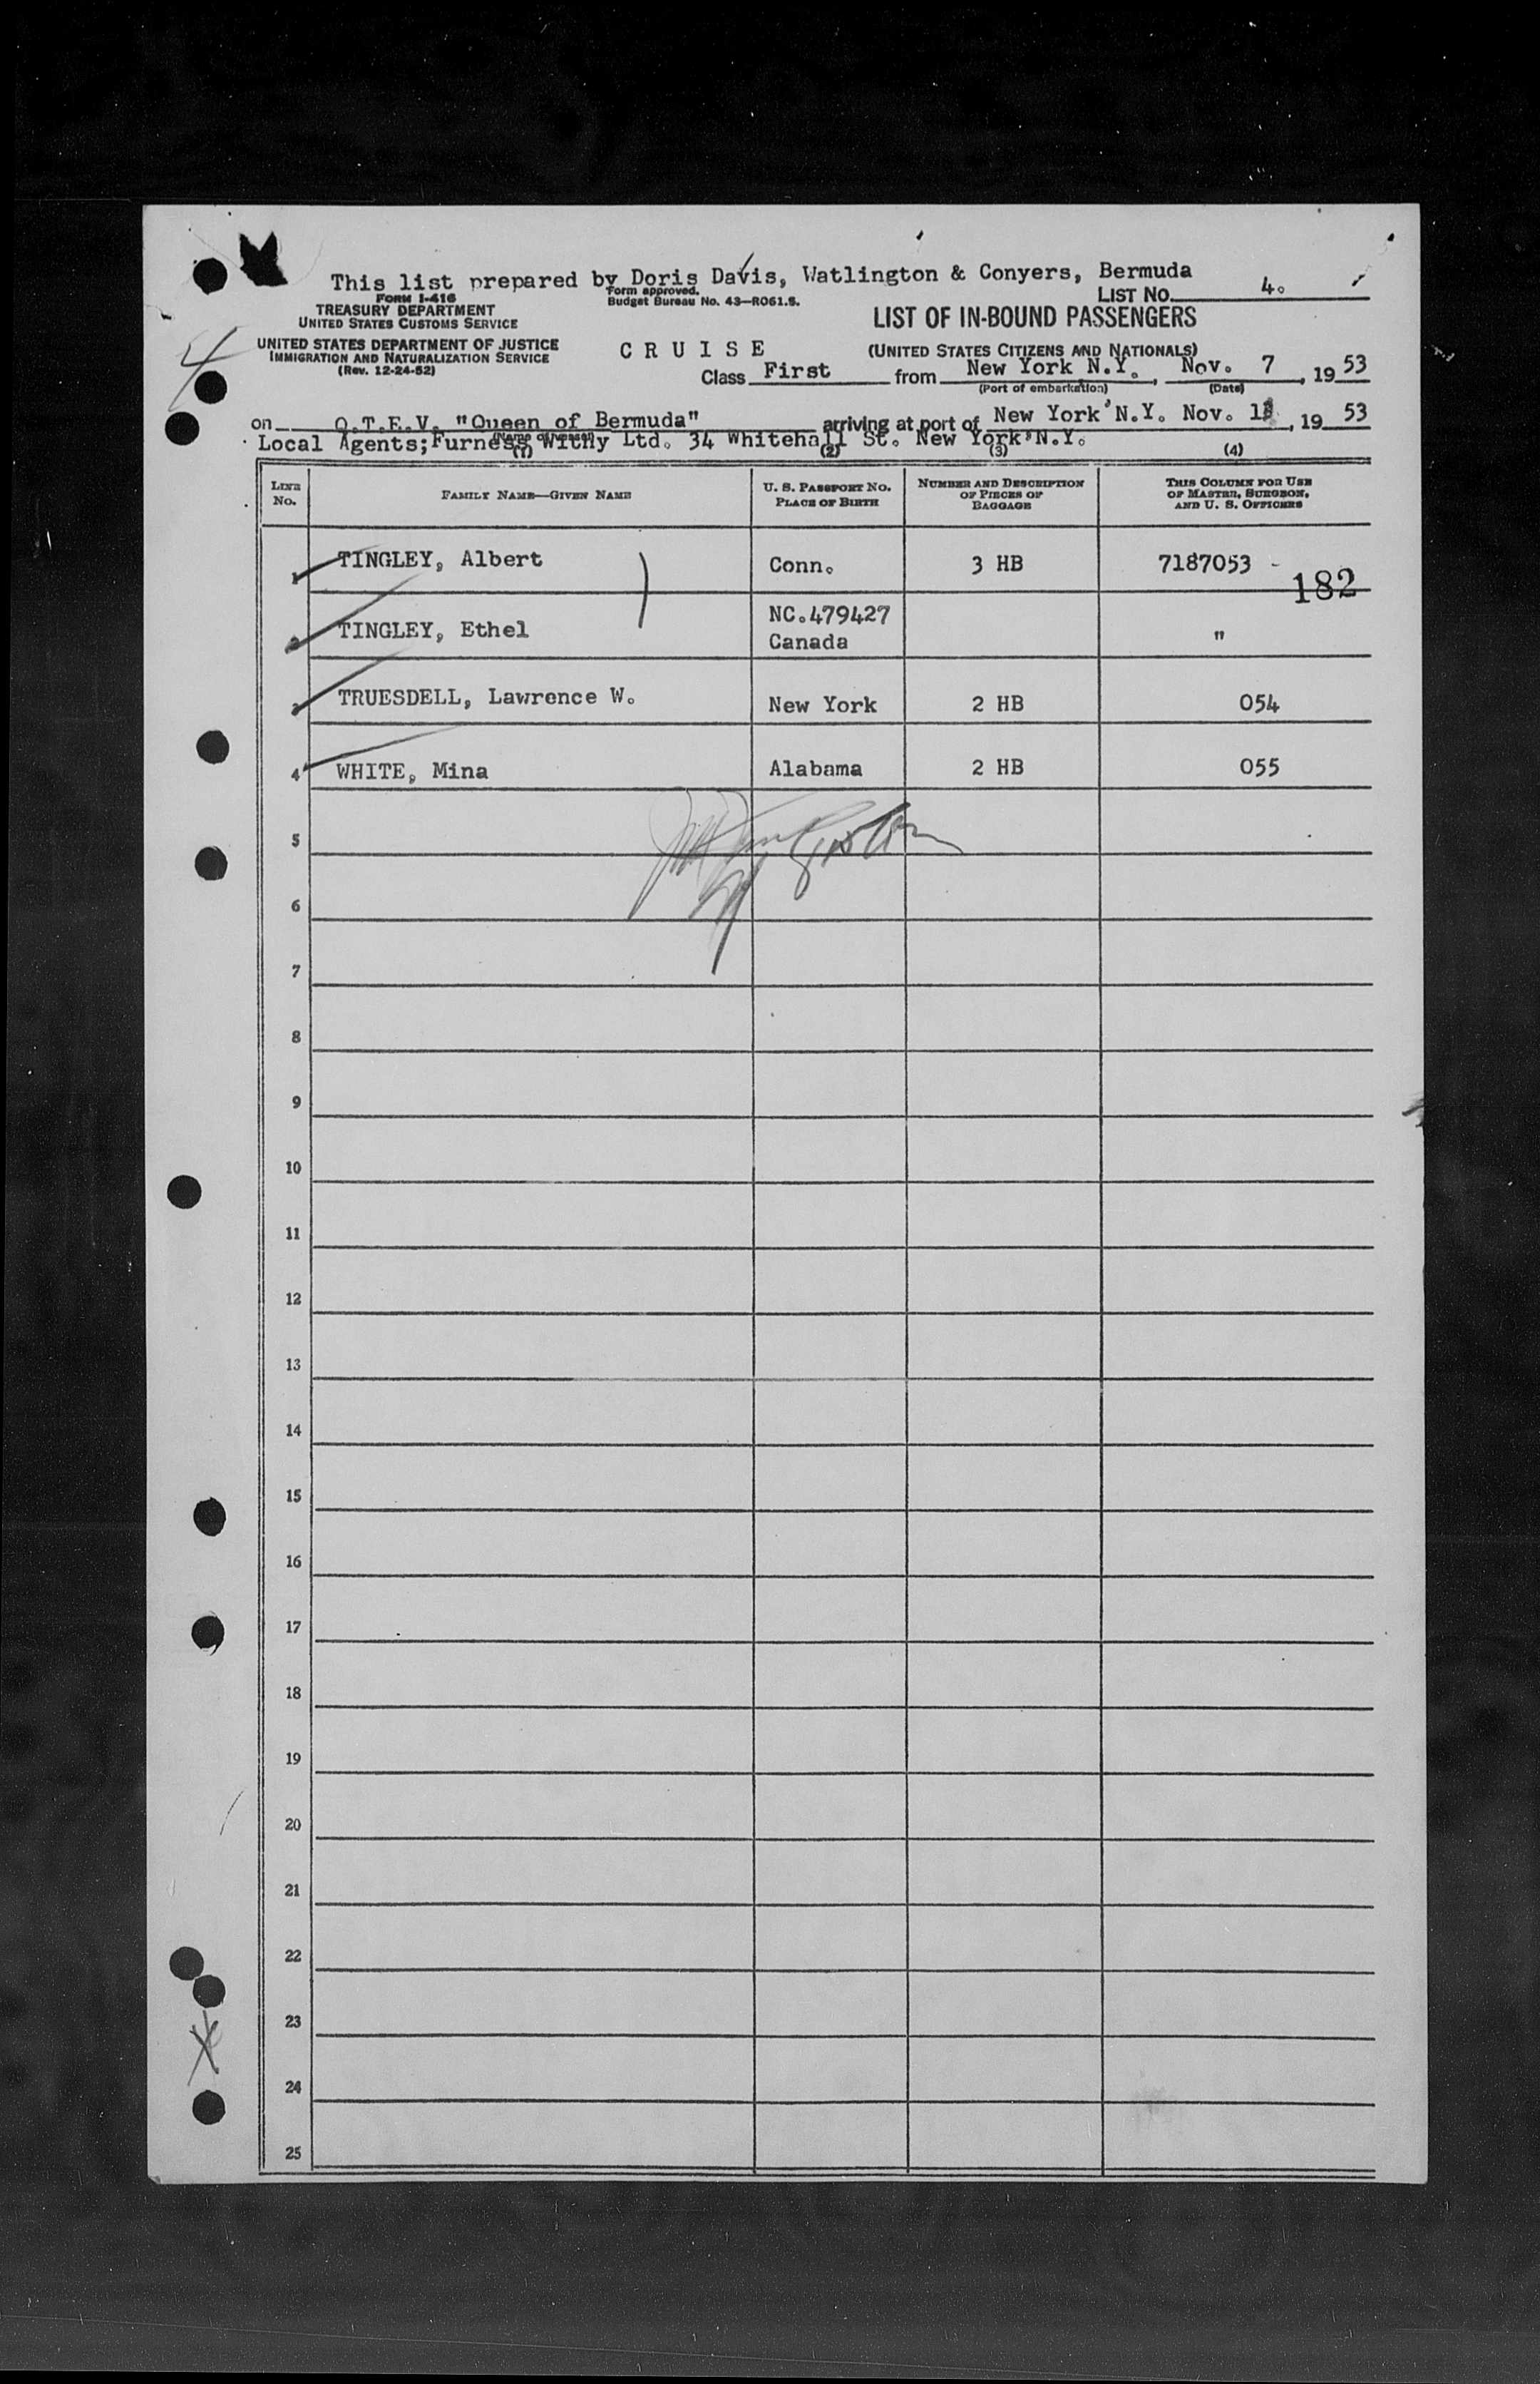 This list prepared by Doris Davis, Watlington & Conyers, Bermuda
FORM I-416
TREASURY DEPARTMENT
UNITED STATES CUSTOMS SERVICE
UNITED STATES DEPARTMENT OF JUSTICE
IMMIGRATION AND NATURALIZATION SERVICE
(Rev. 12-24-52)
4
Form approved.
Budget Bureau No. 43—R061.5.
LIST NO. 4.
LIST OF IN-BOUND PASSENGERS
CRUISE
(UNITED STATES CITIZENS AND NATIONALS)
Class First from New York N.Y., Nov. 7, 1953
(Port of embarkation) (Date)
on Q.T.E.V. "Queen of Bermuda" arriving at port of New York N.Y. Nov. , 1953
(Name of vessel)
Local Agents; Furness Withy Ltd. 34 Whitehall St. New York N.Y.
(1) (2) (3) (4)
LINE NO.
FAMILY NAME—GIVEN NAME
U. S. PASSPORT NO.
PLACE OF BIRTH
NUMBER AND DESCRIPTION
OF PIECES OF
BAGGAGE
THIS COLUMN FOR USE
OF MASTER, SURGEON,
AND U. S. OFFICERS
1 TINGLEY, Albert Conn. 3 HB 7187053 -
182
2 TINGLEY, Ethel NC.479427
Canada "
3 TRUESDELL, Lawrence W. New York 2 HB 054
4 WHITE, Mina Alabama 2 HB 055
5
6
7
8
9
10
11
12
13
14
15
16
17
18
19
20
21
22
23
24
25
X